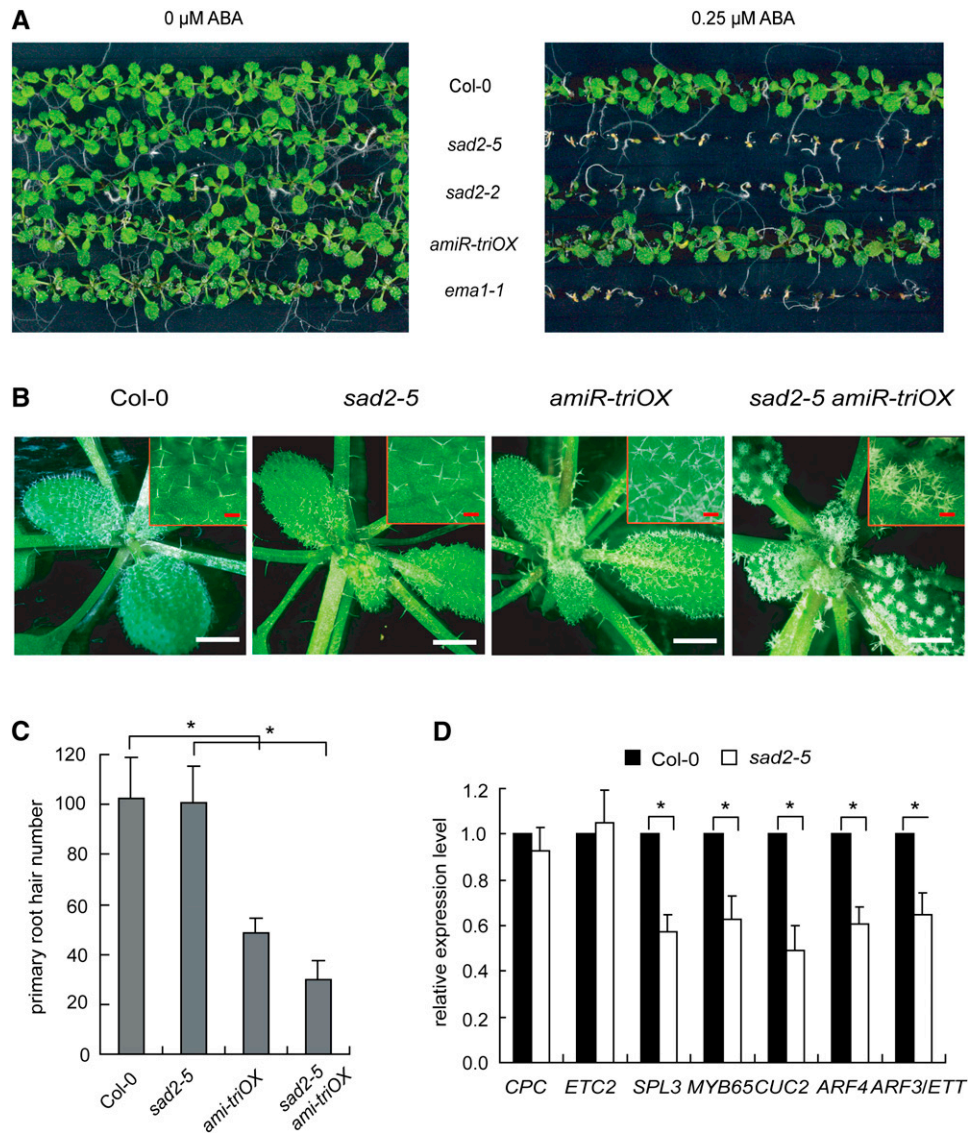 A
0 µM ABA
0.25 µM ABA
Col-0
sad2-5
sad2-2
amiR-triOX
ema1-1
B
Col-0
sad2-5
amiR-triOX
sad2-5 amiR-triOX
C
* *
primary root hair number
120
100
80
60
40
20
0
Col-0
sad2-5
ami-triOX
sad2-5
ami-triOX
D
Col-0 sad2-5
relative expression level
1.2
1.0
0.8
0.6
0.4
0.2
0.0
* * * * *
CPC ETC2 SPL3 MYB65 CUC2 ARF4 ARF3/ETT